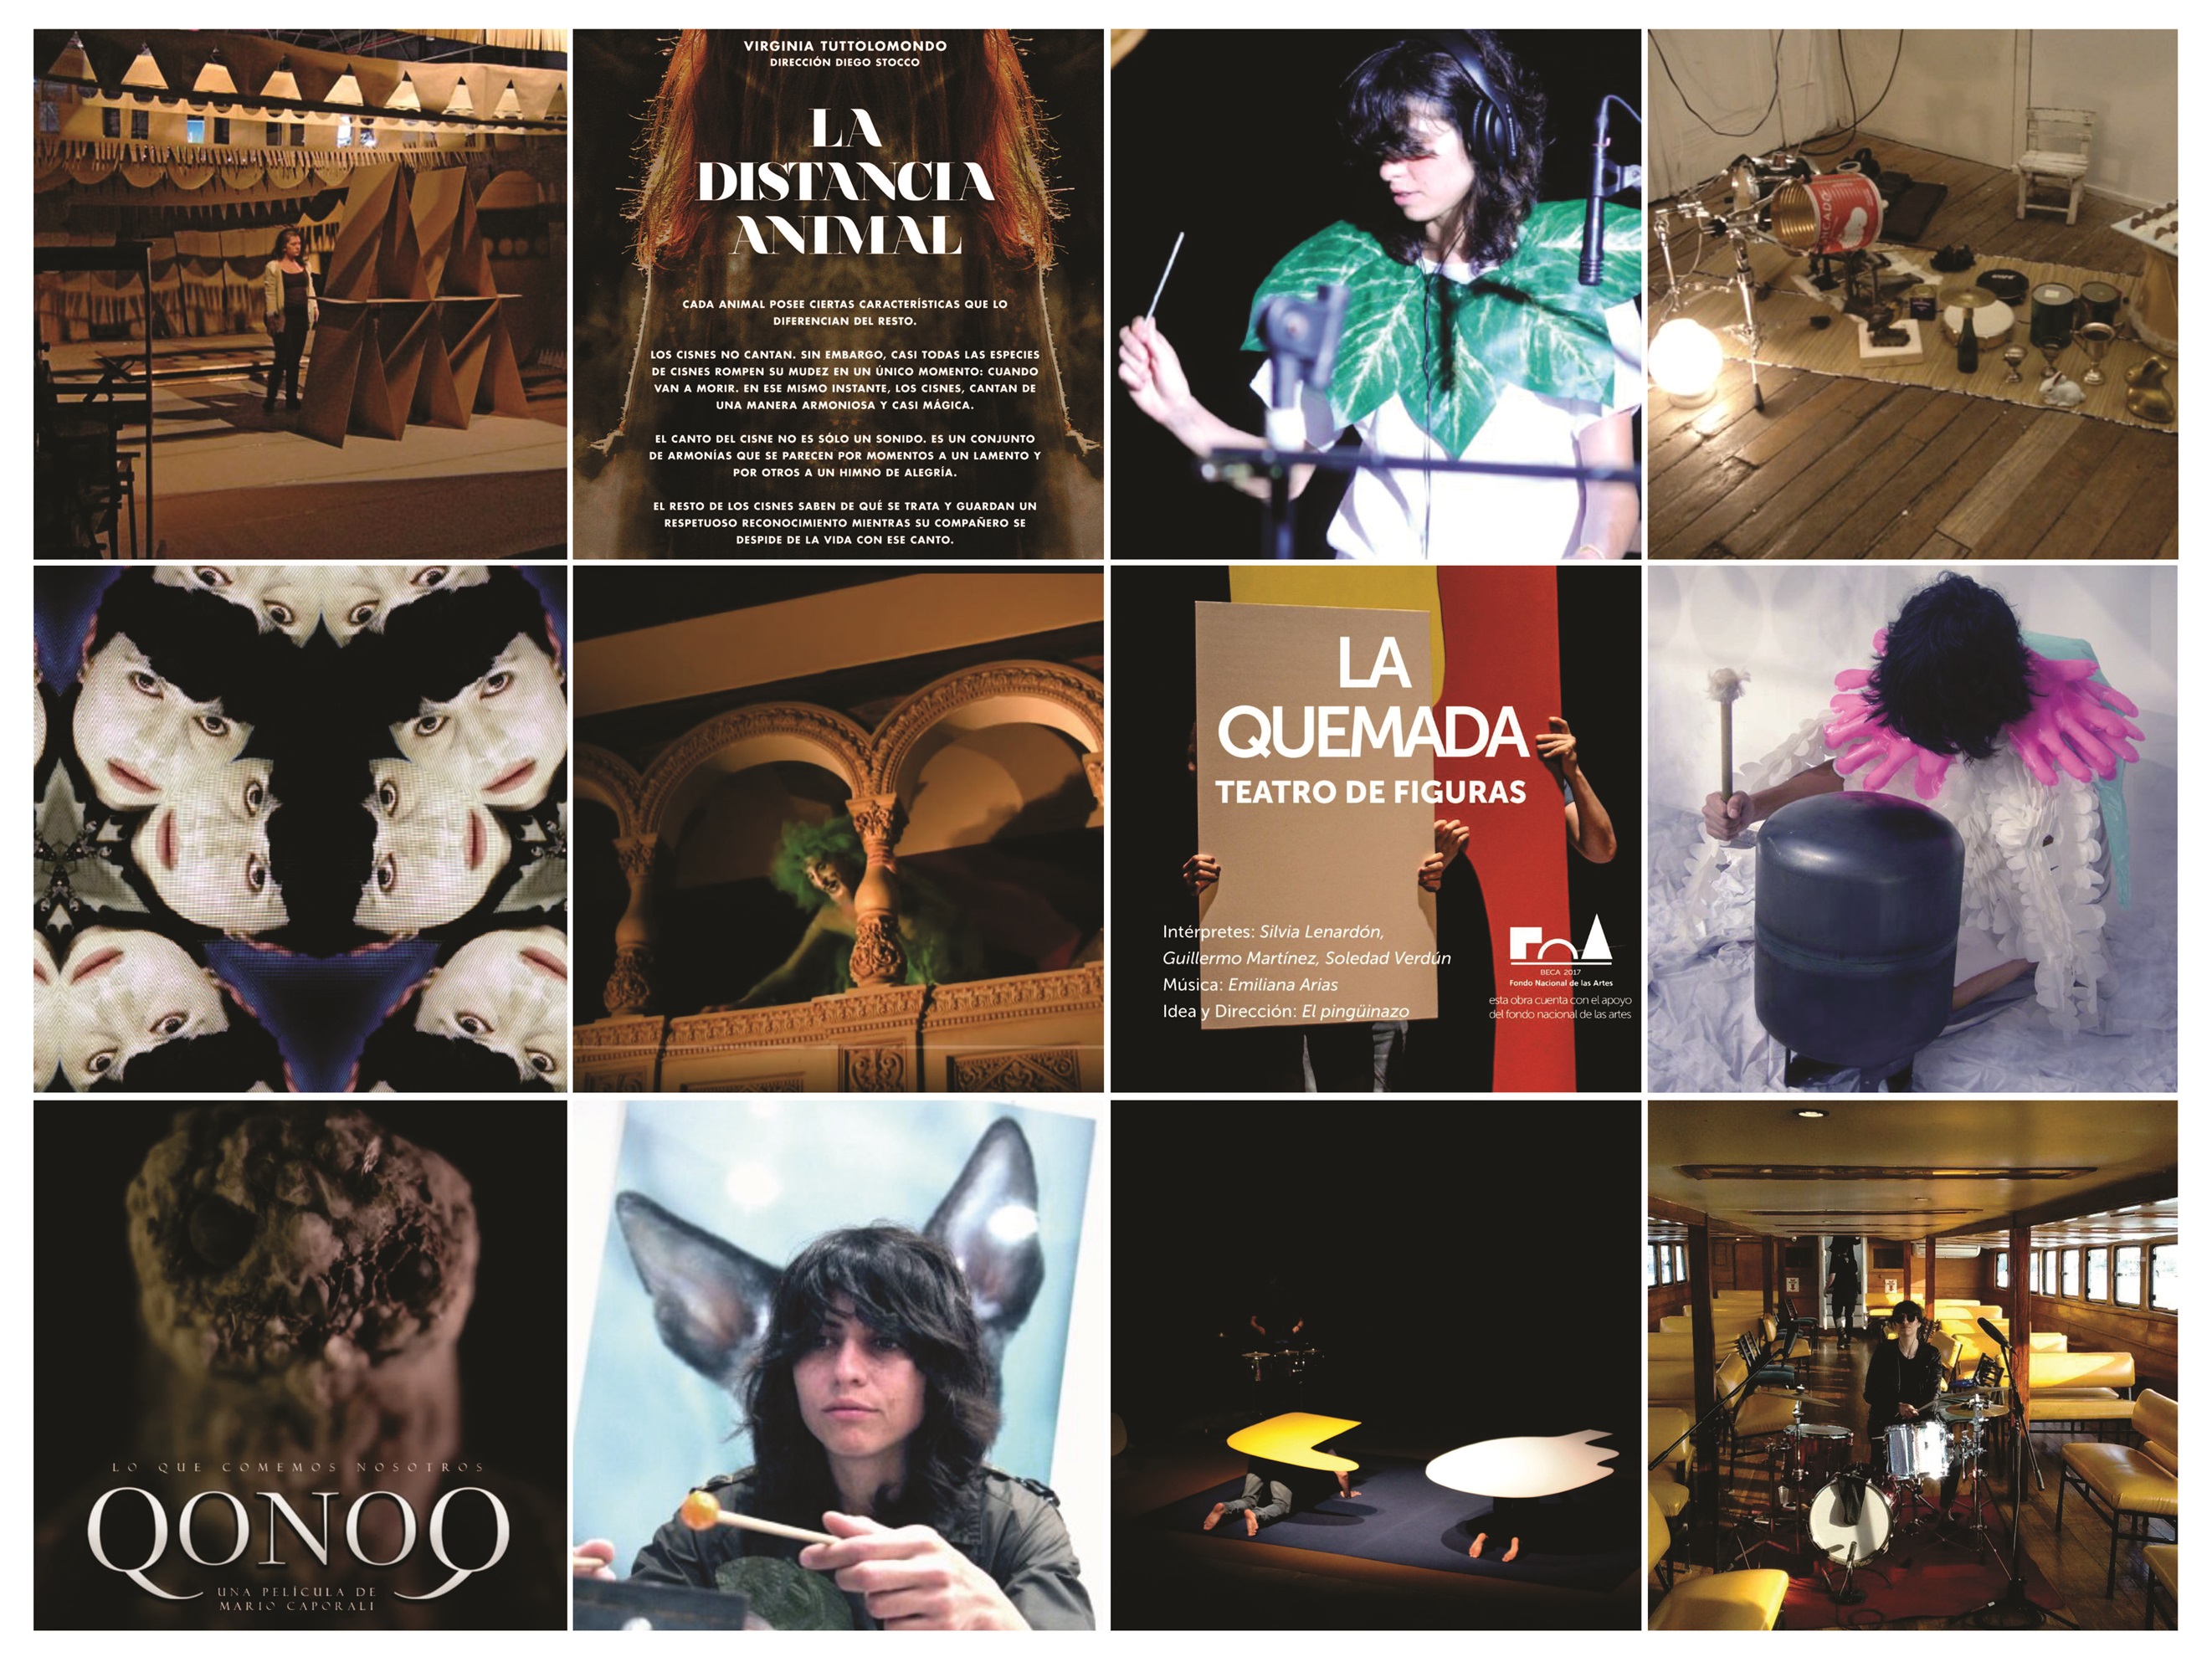 VIRGINIA TUTTOLOMONDO
DIRECCIÓN DIEGO STOCCO
LA
DISTANCIA
ANIMAL
CADA ANIMAL POSEE CIERTAS CARACTERÍSTICAS QUE LO
DIFERENCIAN DEL RESTO.
LOS CISNES NO CANTAN. SIN EMBARGO, CASI TODAS LAS ESPECIES
DE CISNES ROMPEN SU MUDEZ EN UN ÚNICO MOMENTO: CUANDO
VAN A MORIR. EN ESE MISMO INSTANTE, LOS CISNES, CANTAN DE
UNA MANERA ARMONIOSA Y CASI MÁGICA.
EL CANTO DEL CISNE NO ES SÓLO UN SONIDO. ES UN CONJUNTO
DE ARMONÍAS QUE SE PARECEN POR MOMENTOS A UN LAMENTO Y
POR OTROS A UN HIMNO DE ALEGRÍA.
EL RESTO DE LOS CISNES SABEN DE QUÉ SE TRATA Y GUARDAN UN
RESPETUOSO RECONOCIMIENTO MIENTRAS SU COMPAÑERO SE
DESPIDE DE LA VIDA CON ESE CANTO.
LA
QUEMADA
TEATRO DE FIGURAS
Intérpretes: Silvia Lenardón,
Guillermo Martínez, Soledad Verdún
Música: Emiliana Arias
Idea y Dirección: El pingüinazo
BECA 2017
Fondo Nacional de las Artes
esta obra cuenta con el apoyo
del fondo nacional de las artes
LO QUE COMEMOS NOSOTROS
QONOQ
UNA PELÍCULA DE
MARIO CAPORALI